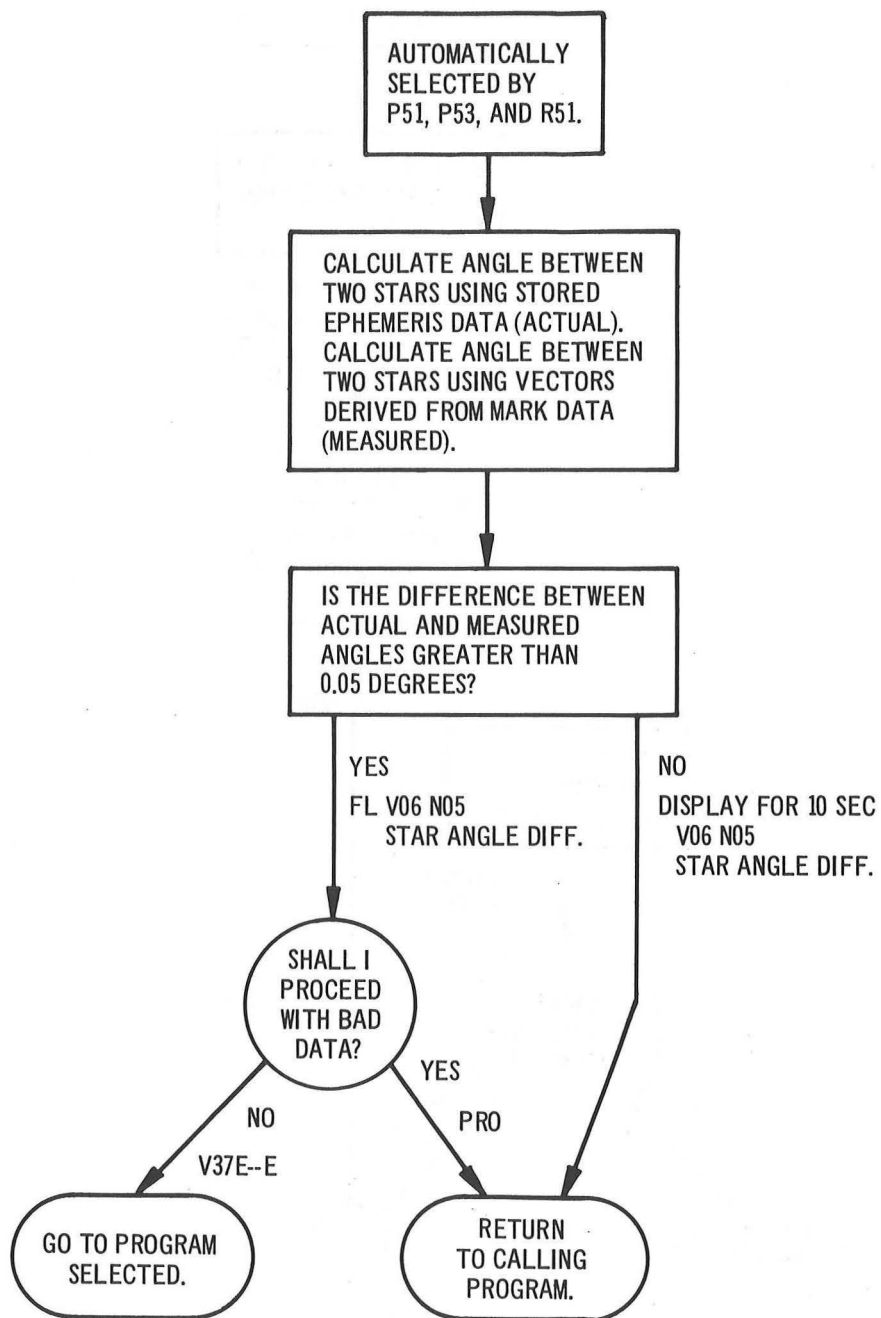 AUTOMATICALLY
SELECTED BY
P51, P53, AND R51.
CALCULATE ANGLE BETWEEN
TWO STARS USING STORED
EPHEMERIS DATA (ACTUAL).
CALCULATE ANGLE BETWEEN
TWO STARS USING VECTORS
DERIVED FROM MARK DATA
(MEASURED).
IS THE DIFFERENCE BETWEEN
ACTUAL AND MEASURED
ANGLES GREATER THAN
0.05 DEGREES?
YES
FL V06 N05
STAR ANGLE DIFF.
NO
DISPLAY FOR 10 SEC
V06 N05
STAR ANGLE DIFF.
SHALL I
PROCEED
WITH BAD
DATA?
NO
V37E--E
YES
PRO
GO TO PROGRAM
SELECTED.
RETURN
TO CALLING
PROGRAM.